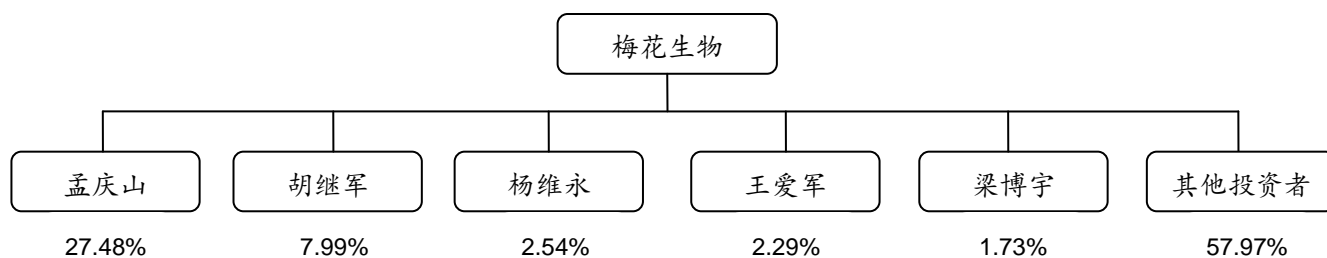 梅花生物
孟庆山 胡继军 杨维永 王爱军 梁博宇 其他投资者
27.48% 7.99% 2.54% 2.29% 1.73% 57.97%